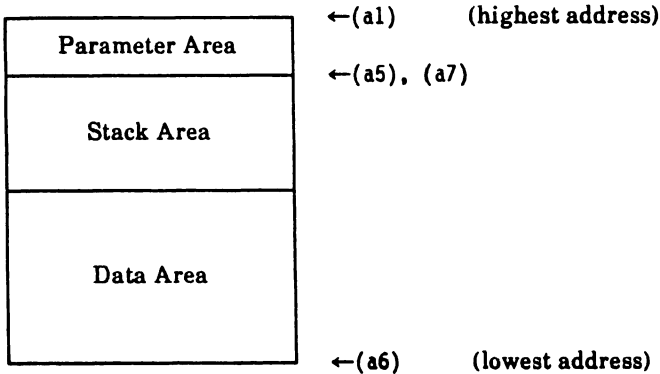 ←(a1) (highest address)
Parameter Area
←(a5), (a7)
Stack Area
Data Area
←(a6) (lowest address)